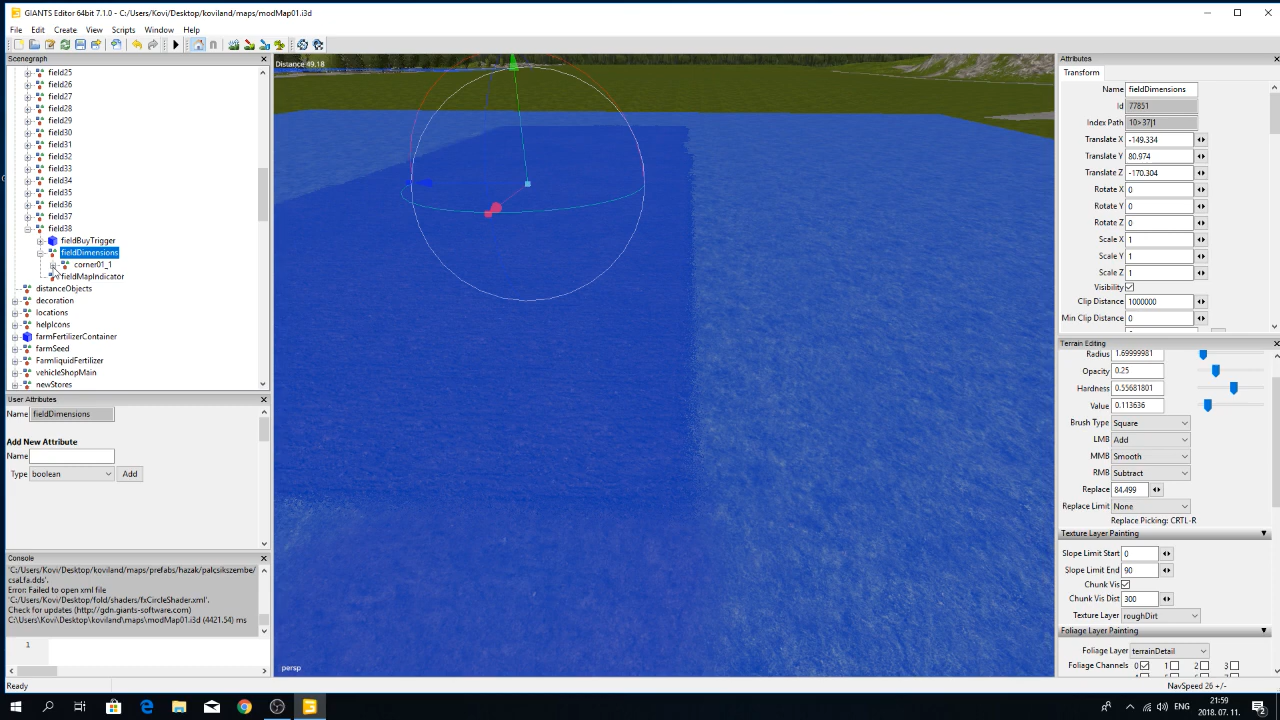 GIANTS Editor 64bit 7.1.0 - C:/Users/Kovi/Desktop/koviland/maps/modMap01.i3d
File Edit Create View Scripts Window Help
Scenegraph
field25
field26
field27
field28
field29
field30
field31
field32
field33
field34
field35
field36
field37
field38
fieldBuyTrigger
fieldDimensions
corner01_1
fieldMapIndicator
distanceObjects
decoration
locations
helpIcons
farmFertilizerContainer
farmSeed
FarmliquidFertilizer
vehicleShopMain
newStores
User Attributes
Name fieldDimensions
Add New Attribute
Name
Type boolean Add
Console
'C:/Users/Kovi/Desktop/koviland/maps/prefabs/hazak/palcsikszembe/
csaLfa.dds'.
Error: Failed to open xml file
'C:/Users/Kovi/Desktop/fold/shaders/fxCircleShader.xml'.
Check for updates (http://gdn.giants-software.com)
C:\Users\Kovi\Desktop\koviland\maps\modMap01.i3d (4421.54) ms
1
Ready
Distance 49.18
persp
Attributes
Transform
Name fieldDimensions
Id 77851
Index Path 10>37|1
Translate X -149.334
Translate Y 80.974
Translate Z -170.304
Rotate X 0
Rotate Y 0
Rotate Z 0
Scale X 1
Scale Y 1
Scale Z 1
Visibility
Clip Distance 1000000
Min Clip Distance 0
Terrain Editing
Radius 1.69999981
Opacity 0.25
Hardness 0.55681801
Value 0.113636
Brush Type Square
LMB Add
MMB Smooth
RMB Subtract
Replace 84.499
Replace Limit None
Replace Picking: CRTL-R
Texture Layer Painting
Slope Limit Start 0
Slope Limit End 90
Chunk Vis
Chunk Vis Dist 300
Texture Layer roughDirt
Foliage Layer Painting
Foliage Layer terrainDetail
Foliage Channels 0 1 2 3
NavSpeed 26 +/-
ENG
21:59
2018. 07. 11.
2